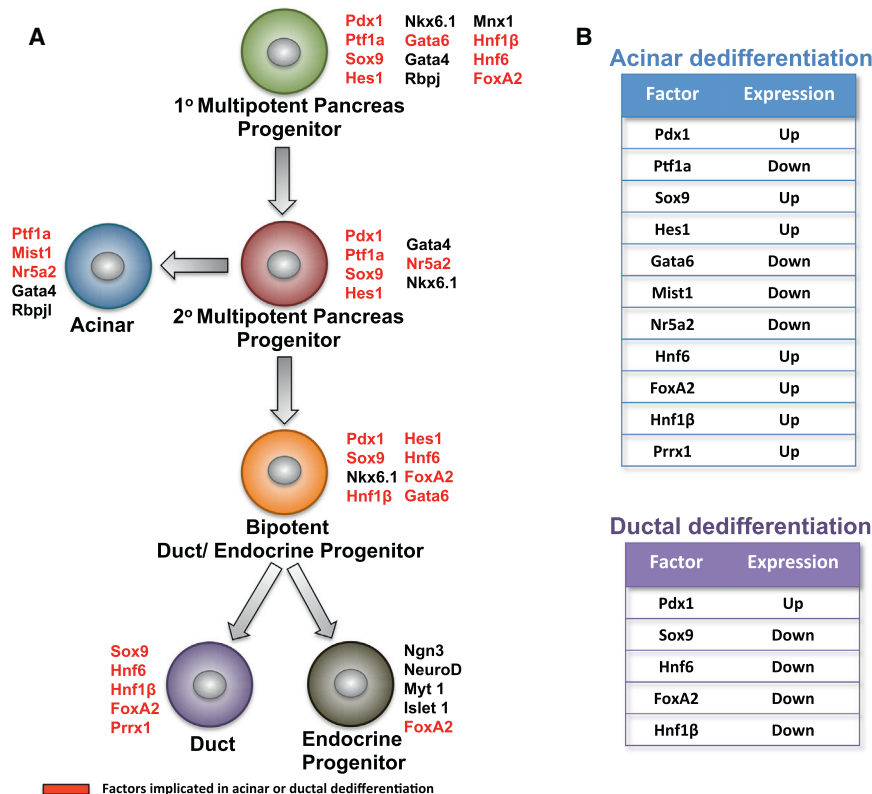 A
Pdx1 Nkx6.1 Mnx1
Ptf1a Gata6 Hnf1β
Sox9 Gata4 Hnf6
Hes1 Rbpj FoxA2
1º Multipotent Pancreas
Progenitor
Ptf1a
Mist1
Nr5a2
Gata4
Rbpjl
Acinar
Pdx1
Ptf1a
Sox9
Hes1
Gata4
Nr5a2
Nkx6.1
2º Multipotent Pancreas
Progenitor
Pdx1 Hes1
Sox9 Hnf6
Nkx6.1 FoxA2
Hnf1β Gata6
Bipotent
Duct/ Endocrine Progenitor
Sox9
Hnf6
Hnf1β
FoxA2
Prrx1
Duct
Ngn3
NeuroD
Myt 1
Islet 1
FoxA2
Endocrine
Progenitor
Factors implicated in acinar or ductal dedifferentiation
B
Acinar dedifferentiation
Factor Expression
Pdx1 Up
Ptf1a Down
Sox9 Up
Hes1 Up
Gata6 Down
Mist1 Down
Nr5a2 Down
Hnf6 Up
FoxA2 Up
Hnf1β Up
Prrx1 Up
Ductal dedifferentiation
Factor Expression
Pdx1 Up
Sox9 Down
Hnf6 Down
FoxA2 Down
Hnf1β Down